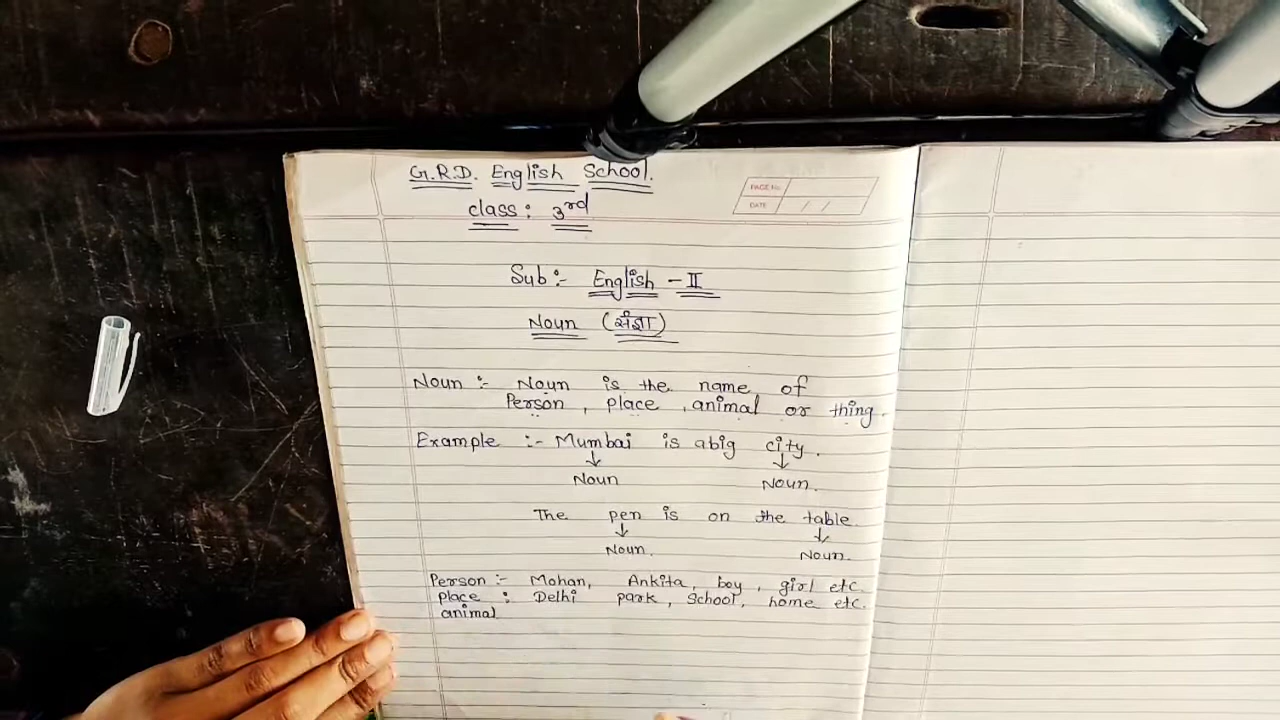 G.R.D. English School.
PAGE No.
class: 3rd
DATE / /
Sub:- English - II
Noun (संज्ञा)
Noun :- Noun is the name of
Person, place, animal or thing.
Example :- Mumbai is abig city.
Noun Noun.
The pen is on the table.
Noun. Noun.
Person :- Mohan, Ankita, boy, girl etc.
place : Delhi park, School, home etc.
animal